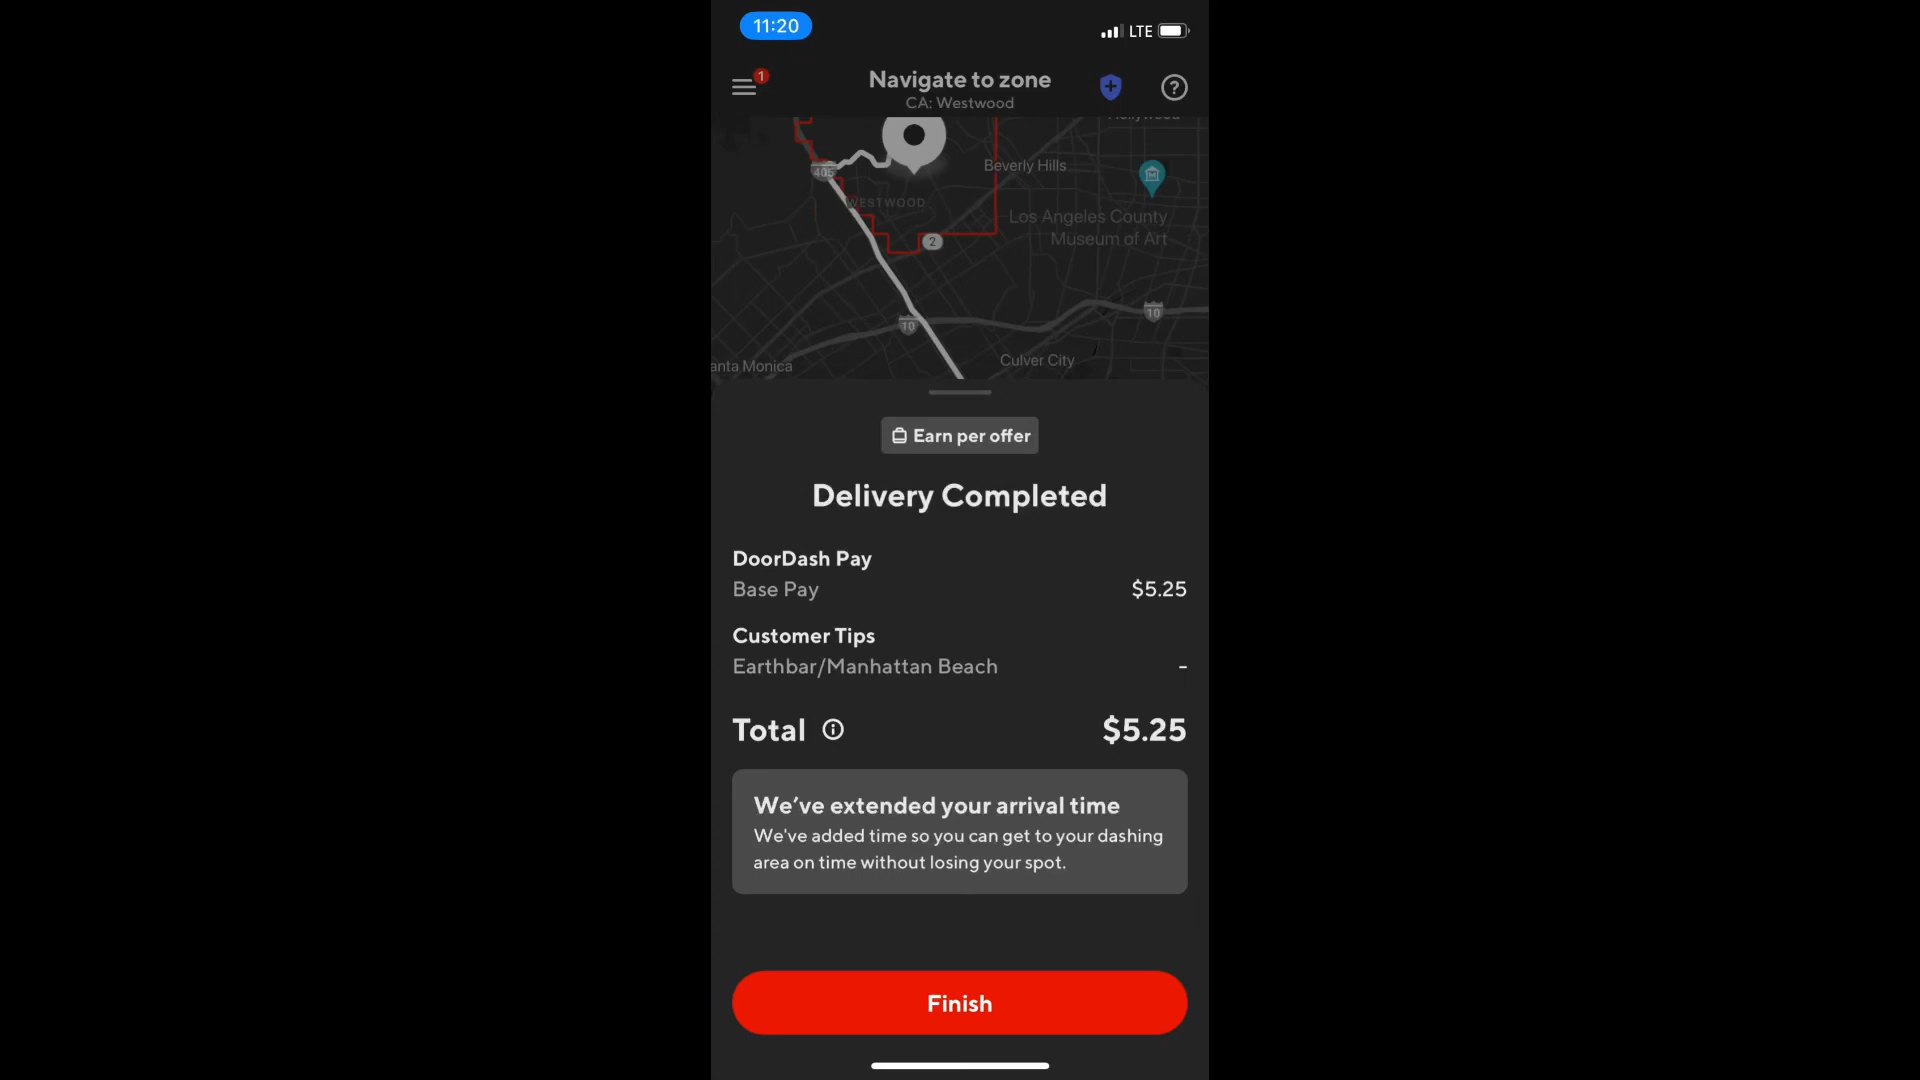 11:20
LTE
1
Navigate to zone
CA: Westwood
?
Beverly Hills
405
WESTWOOD
Los Angeles County
Museum of Art
2
10
10
Culver City
anta Monica
Earn per offer
Delivery Completed
DoorDash Pay
Base Pay
$5.25
Customer Tips
Earthbar/Manhattan Beach
-
Total
$5.25
We’ve extended your arrival time
We've added time so you can get to your dashing
area on time without losing your spot.
Finish